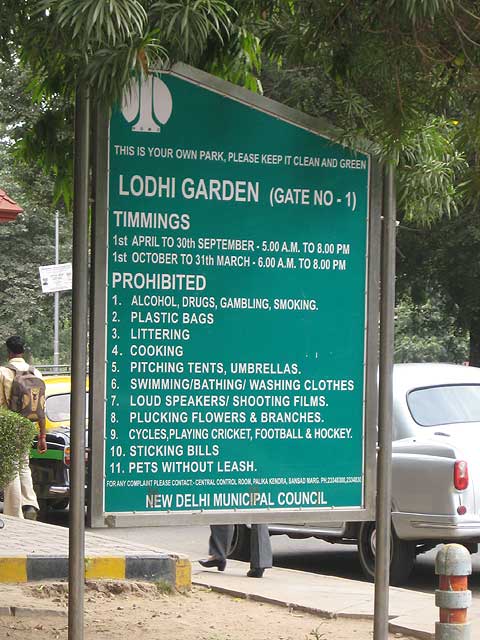 THIS IS YOUR OWN PARK, PLEASE KEEP IT CLEAN AND GREEN
LODHI GARDEN (GATE NO - 1)
TIMMINGS
1st APRIL TO 30th SEPTEMBER - 5.00 A.M. TO 8.00 PM
1st OCTOBER TO 31th MARCH - 6.00 A.M. TO 8.00 PM
PROHIBITED
1. ALCOHOL, DRUGS, GAMBLING, SMOKING.
2. PLASTIC BAGS
3. LITTERING
4. COOKING
5. PITCHING TENTS, UMBRELLAS.
6. SWIMMING/BATHING/ WASHING CLOTHES
7. LOUD SPEAKERS/ SHOOTING FILMS.
8. PLUCKING FLOWERS & BRANCHES.
9. CYCLES,PLAYING CRICKET, FOOTBALL & HOCKEY.
10. STICKING BILLS
11. PETS WITHOUT LEASH.
FOR ANY COMPLAINT PLEASE CONTACT:- CENTRAL CONTROL ROOM, PALIKA KENDRA, SANSAD MARG. PH:
NEW DELHI MUNICIPAL COUNCIL